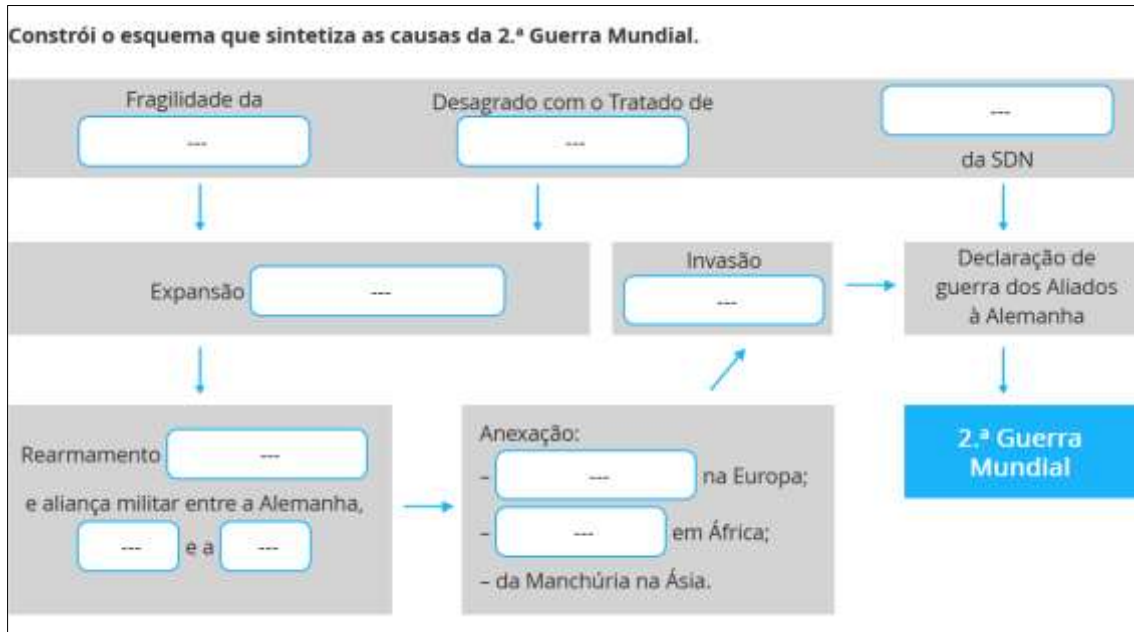 Constrói o esquema que sintetiza as causas da 2.ª Guerra Mundial.
Fragilidade da
---
Desagrado com o Tratado de
---
---
da SDN
Expansão ---
Invasão
---
Declaração de
guerra dos Aliados
à Alemanha
Rearmamento ---
e aliança militar entre a Alemanha,
--- e a ---
Anexação:
– --- na Europa;
– --- em África;
– da Manchúria na Ásia.
2.ª Guerra
Mundial